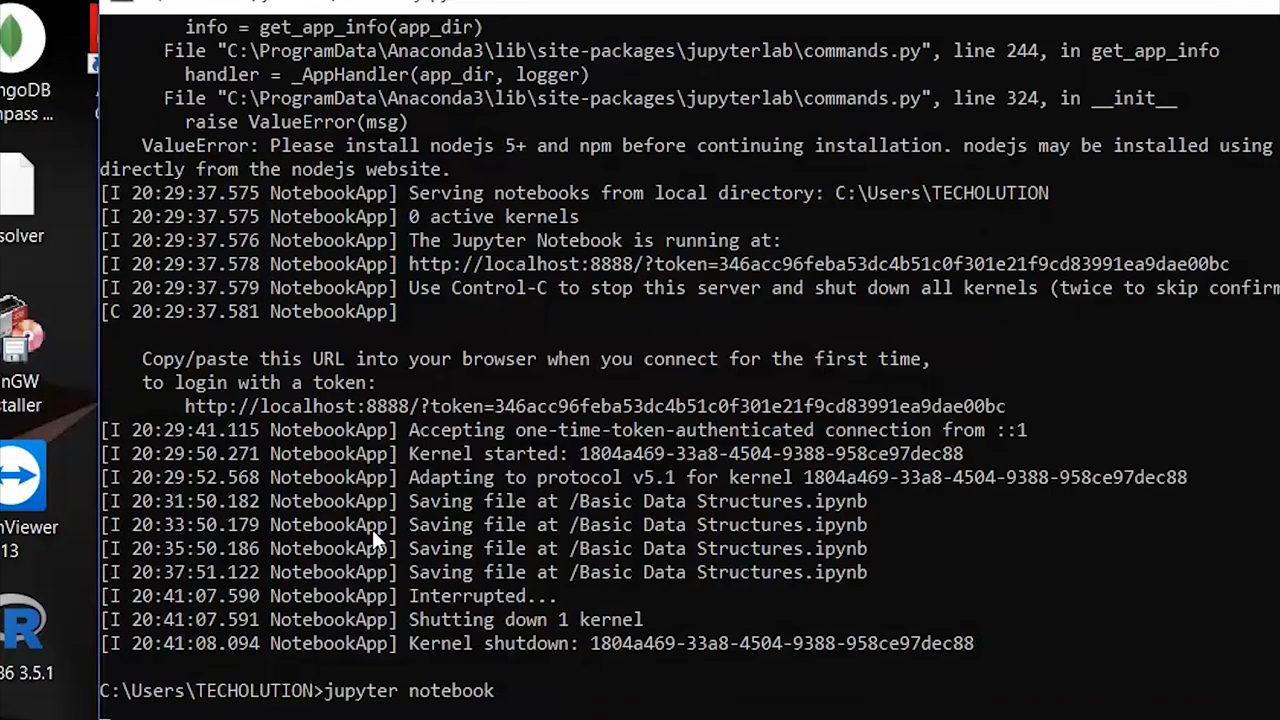 info = get_app_info(app_dir)
File "C:\ProgramData\Anaconda3\lib\site-packages\jupyterlab\commands.py", line 244, in get_app_info
handler = _AppHandler(app_dir, logger)
File "C:\ProgramData\Anaconda3\lib\site-packages\jupyterlab\commands.py", line 324, in __init__
raise ValueError(msg)
ValueError: Please install nodejs 5+ and npm before continuing installation. nodejs may be installed using
directly from the nodejs website.
[I 20:29:37.575 NotebookApp] Serving notebooks from local directory: C:\Users\TECHOLUTION
[I 20:29:37.575 NotebookApp] 0 active kernels
[I 20:29:37.576 NotebookApp] The Jupyter Notebook is running at:
[I 20:29:37.578 NotebookApp] http://localhost:8888/?token=346acc96feba53dc4b51c0f301e21f9cd83991ea9dae00bc
[I 20:29:37.579 NotebookApp] Use Control-C to stop this server and shut down all kernels (twice to skip confirm
[C 20:29:37.581 NotebookApp]
Copy/paste this URL into your browser when you connect for the first time,
to login with a token:
http://localhost:8888/?token=346acc96feba53dc4b51c0f301e21f9cd83991ea9dae00bc
[I 20:29:41.115 NotebookApp] Accepting one-time-token-authenticated connection from ::1
[I 20:29:50.271 NotebookApp] Kernel started: 1804a469-33a8-4504-9388-958ce97dec88
[I 20:29:52.568 NotebookApp] Adapting to protocol v5.1 for kernel 1804a469-33a8-4504-9388-958ce97dec88
[I 20:31:50.182 NotebookApp] Saving file at /Basic Data Structures.ipynb
[I 20:33:50.179 NotebookApp] Saving file at /Basic Data Structures.ipynb
[I 20:35:50.186 NotebookApp] Saving file at /Basic Data Structures.ipynb
[I 20:37:51.122 NotebookApp] Saving file at /Basic Data Structures.ipynb
[I 20:41:07.590 NotebookApp] Interrupted...
[I 20:41:07.591 NotebookApp] Shutting down 1 kernel
[I 20:41:08.094 NotebookApp] Kernel shutdown: 1804a469-33a8-4504-9388-958ce97dec88
C:\Users\TECHOLUTION>jupyter notebook
ngoDB
pass ...
solver
nGW
taller
nViewer
13
86 3.5.1